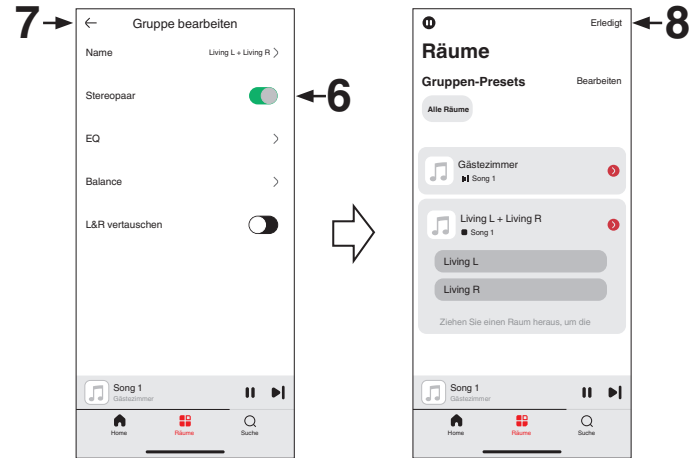 7
Gruppe bearbeiten
Name
Living L + Living R
Stereopaar
6
EQ
Balance
L&R vertauschen
Song 1
Gästezimmer
Home
Räume
Suche
Erledigt
8
Räume
Gruppen-Presets
Bearbeiten
Alle Räume
Gästezimmer
Song 1
Living L + Living R
Song 1
Living L
Living R
Ziehen Sie einen Raum heraus, um die
Song 1
Gästezimmer
Home
Räume
Suche